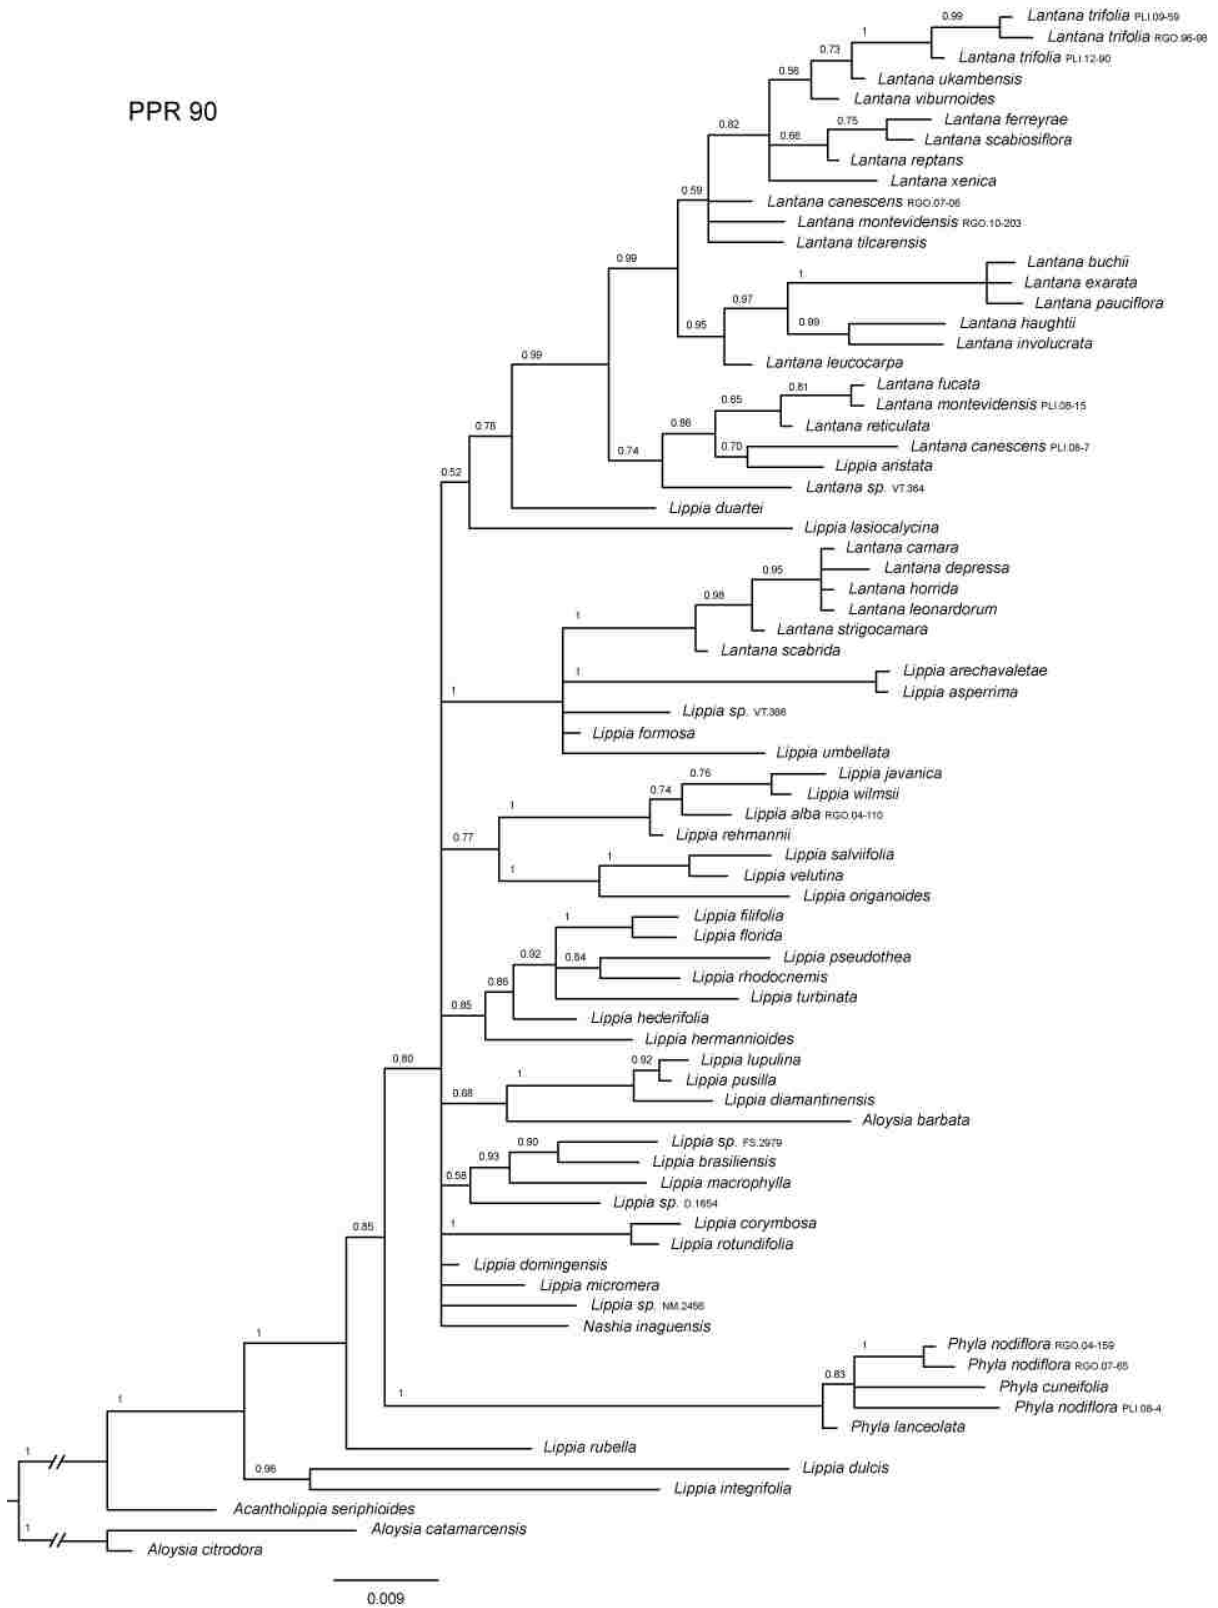 0.99
Lantana trifolia PLI.09-59
1
Lantana trifolia RGO.96-98
0.73
Lantana trifolia PLI.12-90
0.56
Lantana ukambensis
Lantana viburnoides
PPR 90
0.75
Lantana ferreyrae
0.82
0.66
Lantana scabiosiflora
Lantana reptans
Lantana xenica
0.59
Lantana canescens RGO.07-06
Lantana montevidensis RGO.10-203
Lantana tilcarensis
0.99
Lantana buchii
1
Lantana exarata
0.97
Lantana pauciflora
0.95
0.89
Lantana haughtii
Lantana involucrata
0.99
Lantana leucocarpa
0.81
Lantana fucata
0.65
Lantana montevidensis PLI.08-15
0.86
Lantana reticulata
0.78
0.74
0.70
Lantana canescens PLI.08-7
0.52
Lippia aristata
Lantana sp. VT.364
Lippia duartei
Lippia lasiocalycina
Lantana camara
0.95
Lantana depressa
0.98
Lantana horrida
Lantana leonardorum
1
Lantana strigocamara
Lantana scabrida
1
Lippia arechavaletae
1
Lippia asperrima
Lippia sp. VT.386
Lippia formosa
Lippia umbellata
0.76
Lippia javanica
0.74
Lippia wilmsii
1
Lippia alba RGO.04-110
0.77
Lippia rehmannii
1
Lippia salviifolia
1
Lippia velutina
Lippia origanoides
1
Lippia filifolia
Lippia florida
0.92
0.84
Lippia pseudothea
0.86
Lippia rhodocnemis
0.85
Lippia turbinata
Lippia hederifolia
Lippia hermannioides
0.80
0.92
Lippia lupulina
1
Lippia pusilla
0.68
Lippia diamantinensis
Aloysia barbata
0.90
Lippia sp. FS.2979
0.93
Lippia brasiliensis
0.58
Lippia macrophylla
Lippia sp. D.1654
0.85
1
Lippia corymbosa
Lippia rotundifolia
Lippia domingensis
Lippia micromera
Lippia sp. NM.2456
Nashia inaguensis
1
1
Phyla nodiflora RGO.04-159
Phyla nodiflora RGO.07-65
0.83
Phyla cuneifolia
1
1
Phyla nodiflora PLI.08-4
Phyla lanceolata
1
Lippia rubella
0.96
Lippia dulcis
Lippia integrifolia
Acantholippia seriphioides
1
Aloysia catamarcensis
Aloysia citrodora
0.009